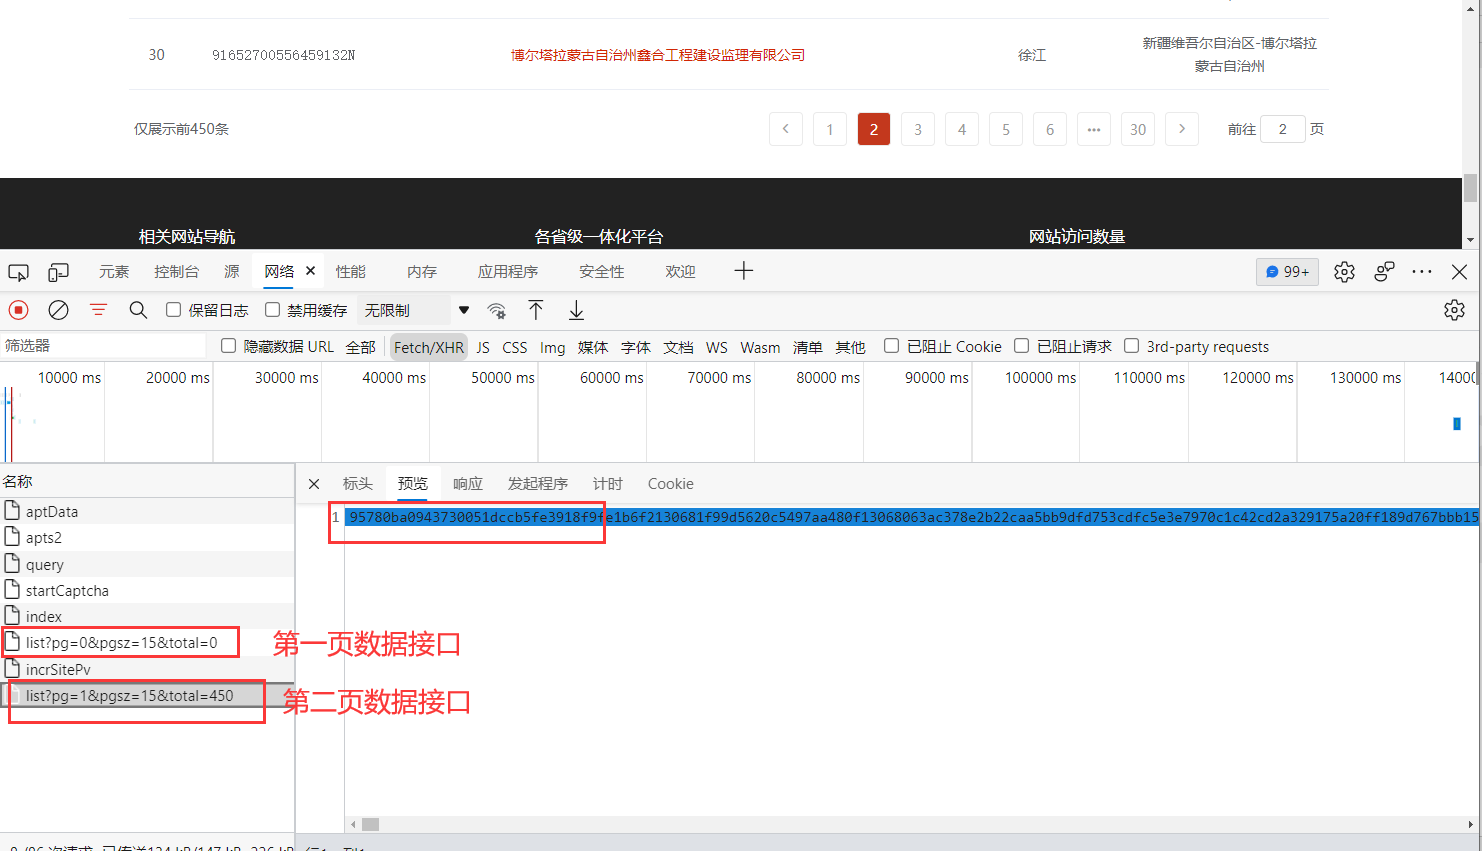 30 91652700556459132N 博尔塔拉蒙古自治州鑫合工程建设监理有限公司 徐江 新疆维吾尔自治区-博尔塔拉
蒙古自治州
仅展示前450条 1 2 3 4 5 6 ••• 30 前往 2 页
相关网站导航 各省级一体化平台 网站访问数量
元素 控制台 源 网络 性能 内存 应用程序 安全性 欢迎 99+
保留日志 禁用缓存 无限制
筛选器 隐藏数据 URL 全部 Fetch/XHR JS CSS Img 媒体 字体 文档 WS Wasm 清单 其他 已阻止 Cookie 已阻止请求 3rd-party requests
10000 ms 20000 ms 30000 ms 40000 ms 50000 ms 60000 ms 70000 ms 80000 ms 90000 ms 100000 ms 110000 ms 120000 ms 130000 ms 14000
名称 标头 预览 响应 发起程序 计时 Cookie
1 95780ba0943730051dccb5fe3918f9fe1b6f2130681f99d5620c5497aa480f13068063ac378e2b22caa5bb9dfd753cdfc5e3e7970c1c42cd2a329175a20ff189d767bbb15
aptData
apts2
query
startCaptcha
index
list?pg=0&pgsz=15&total=0 第一页数据接口
incrSitePv
list?pg=1&pgsz=15&total=450 第二页数据接口